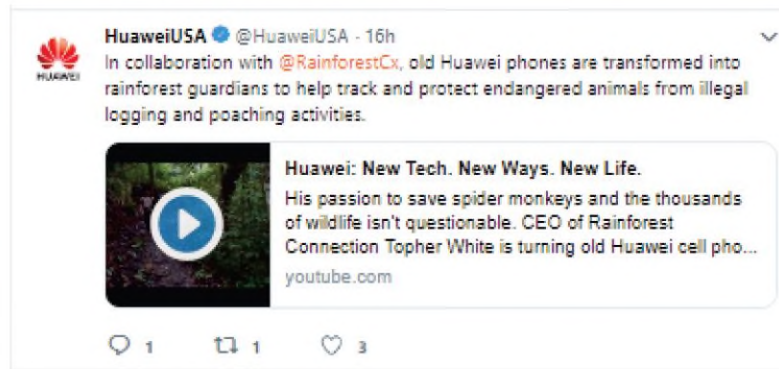 HuaweiUSA @HuaweiUSA · 16h
HUAWEI
In collaboration with @RainforestCx, old Huawei phones are transformed into
rainforest guardians to help track and protect endangered animals from illegal
logging and poaching activities.
Huawei: New Tech. New Ways. New Life.
His passion to save spider monkeys and the thousands
of wildlife isn't questionable. CEO of Rainforest
Connection Topher White is turning old Huawei cell pho...
youtube.com
1 1 3